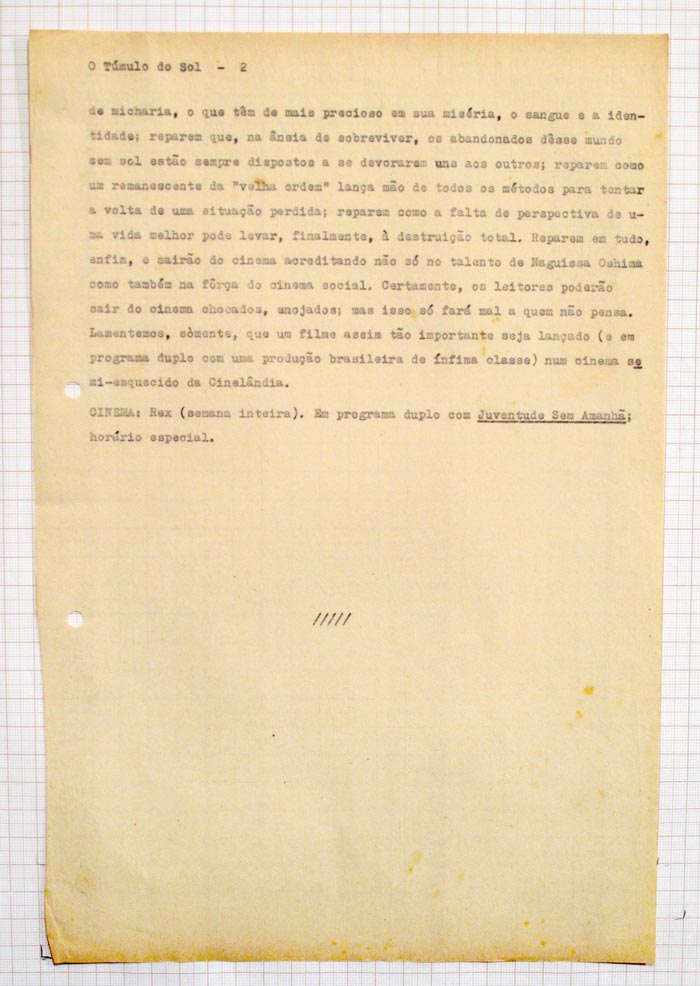 O Túmulo do Sol - 2
de micharia, o que têm de mais precioso em sua miséria, o sangue e a iden-
tidade; reparem que, na ânsia de sobreviver, os abandonados dêsse mundo
sem sol estão sempre dispostos a se devorarem uns aos outros; reparem como
um remanescente da "velha ordem" lança mão de todos os métodos para tentar
a volta de uma situação perdida; reparem como a falta de perspectiva de u-
ma vida melhor pode levar, finalmente, à destruição total. Reparem em tudo,
enfim, e sairão do cinema acreditando não só no talento de Naguissa Oshima
como também na fôrça do cinema social. Certamente, os leitores poderão
sair do cinema chocados, enojados; mas isso só fará mal a quem não pensa.
Lamentemos, sòmente, que um filme assim tão importante seja lançado (e em
programa duplo com uma produção brasileira de ínfima classe) num cinema se
mi-esquecido da Cinelândia.
CINEMA: Rex (semana inteira). Em programa duplo com Juventude Sem Amanhã;
horário especial.
/////